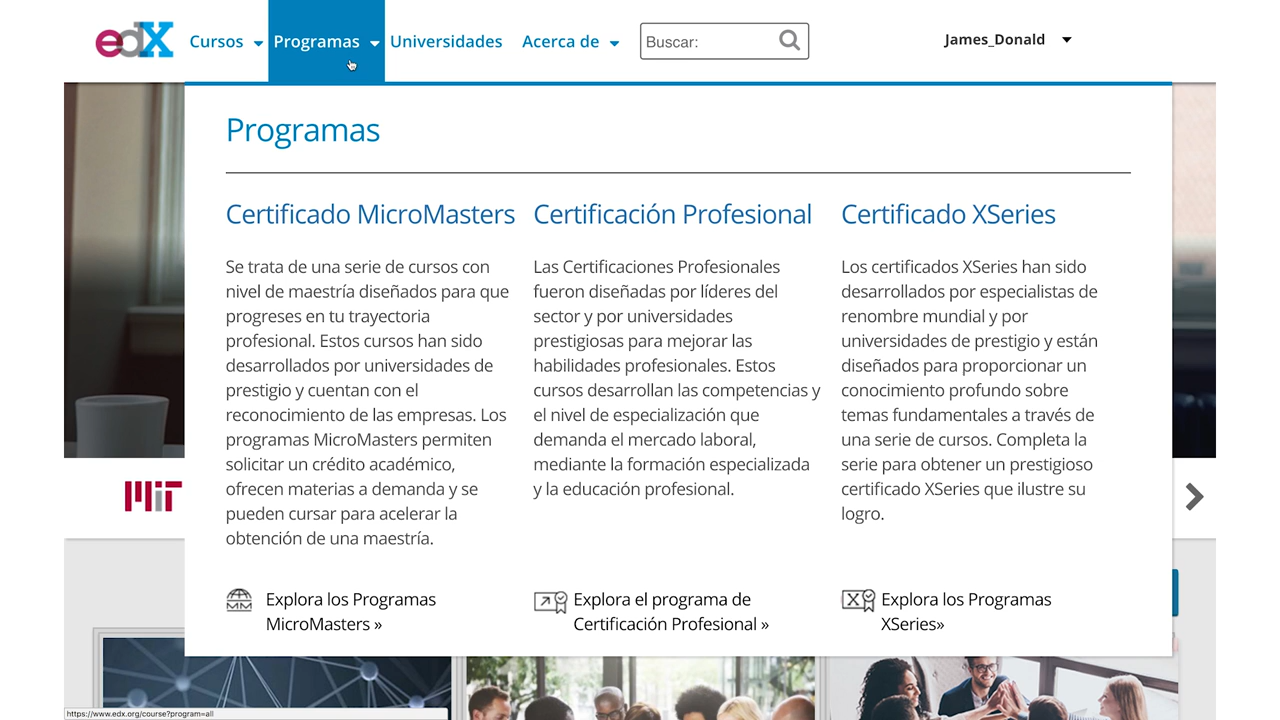 edX Cursos Programas Universidades Acerca de Buscar: James_Donald
Programas
Certificado MicroMasters
Se trata de una serie de cursos con
nivel de maestría diseñados para que
progreses en tu trayectoria
profesional. Estos cursos han sido
desarrollados por universidades de
prestigio y cuentan con el
reconocimiento de las empresas. Los
programas MicroMasters permiten
solicitar un crédito académico,
ofrecen materias a demanda y se
pueden cursar para acelerar la
obtención de una maestría.
MM
Explora los Programas
MicroMasters »
Certificación Profesional
Las Certificaciones Profesionales
fueron diseñadas por líderes del
sector y por universidades
prestigiosas para mejorar las
habilidades profesionales. Estos
cursos desarrollan las competencias y
el nivel de especialización que
demanda el mercado laboral,
mediante la formación especializada
y la educación profesional.
Explora el programa de
Certificación Profesional »
Certificado XSeries
Los certificados XSeries han sido
desarrollados por especialistas de
renombre mundial y por
universidades de prestigio y están
diseñados para proporcionar un
conocimiento profundo sobre
temas fundamentales a través de
una serie de cursos. Completa la
serie para obtener un prestigioso
certificado XSeries que ilustre su
logro.
X
Explora los Programas
XSeries»
MIT
https://www.edx.org/course?program=all